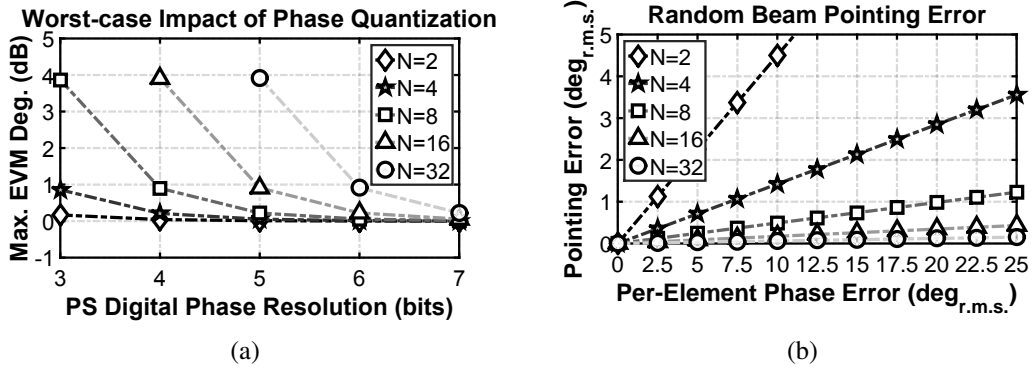 Worst-case Impact of Phase Quantization
Max. EVM Deg. (dB)
5
4
3
2
1
0
-1
3
4
5
6
7
N=2
N=4
N=8
N=16
N=32
PS Digital Phase Resolution (bits)
(a)
Random Beam Pointing Error
Pointing Error (deg_r.m.s.)
5
4
3
2
1
0
0
2.5
5
7.5
10
12.5
15
17.5
20
22.5
25
N=2
N=4
N=8
N=16
N=32
Per-Element Phase Error (deg_r.m.s.)
(b)